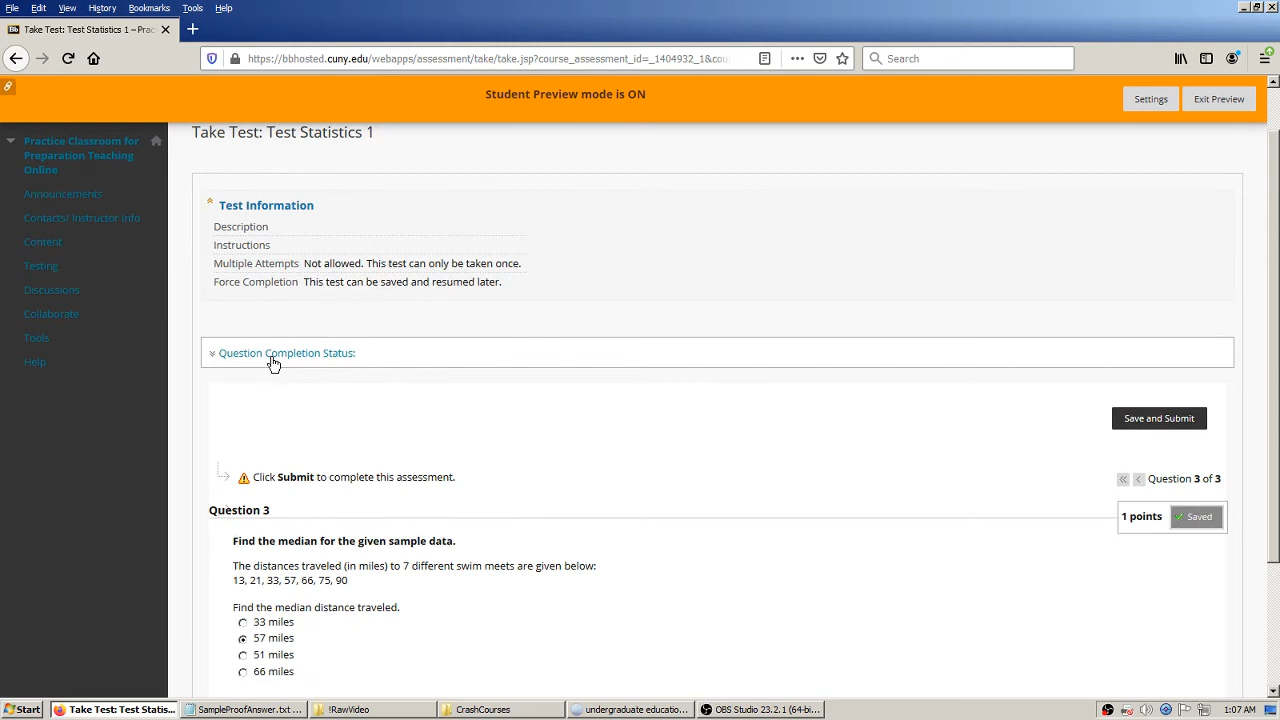 File Edit View History Bookmarks Tools Help
Bb Take Test: Test Statistics 1 – Prac
https://bbhosted.cuny.edu/webapps/assessment/take/take.jsp?course_assessment_id=_1404932_1&cou
Search
Student Preview mode is ON
Settings
Exit Preview
Practice Classroom for
Preparation Teaching
Online
Announcements
Contacts/ Instructor Info
Content
Testing
Discussions
Collaborate
Tools
Help
Take Test: Test Statistics 1
Test Information
Description
Instructions
Multiple Attempts Not allowed. This test can only be taken once.
Force Completion This test can be saved and resumed later.
Question Completion Status:
Save and Submit
Click Submit to complete this assessment.
Question 3 of 3
Question 3
1 points
Saved
Find the median for the given sample data.
The distances traveled (in miles) to 7 different swim meets are given below:
13, 21, 33, 57, 66, 75, 90
Find the median distance traveled.
33 miles
57 miles
51 miles
66 miles
Start
Take Test: Test Statis...
SampleProofAnswer.txt ...
!RawVideo
CrashCourses
undergraduate educatio...
OBS Studio 23.2.1 (64-bi...
1:07 AM